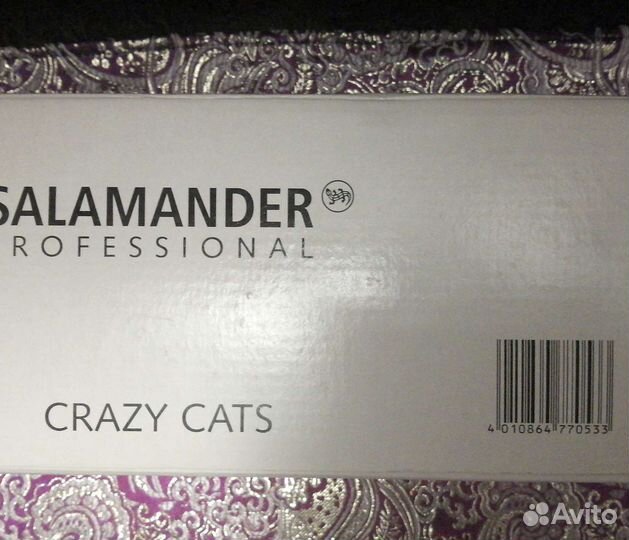 SALAMANDER
ROFESSIONAL
CRAZY CATS
4 010864 770533
Avito